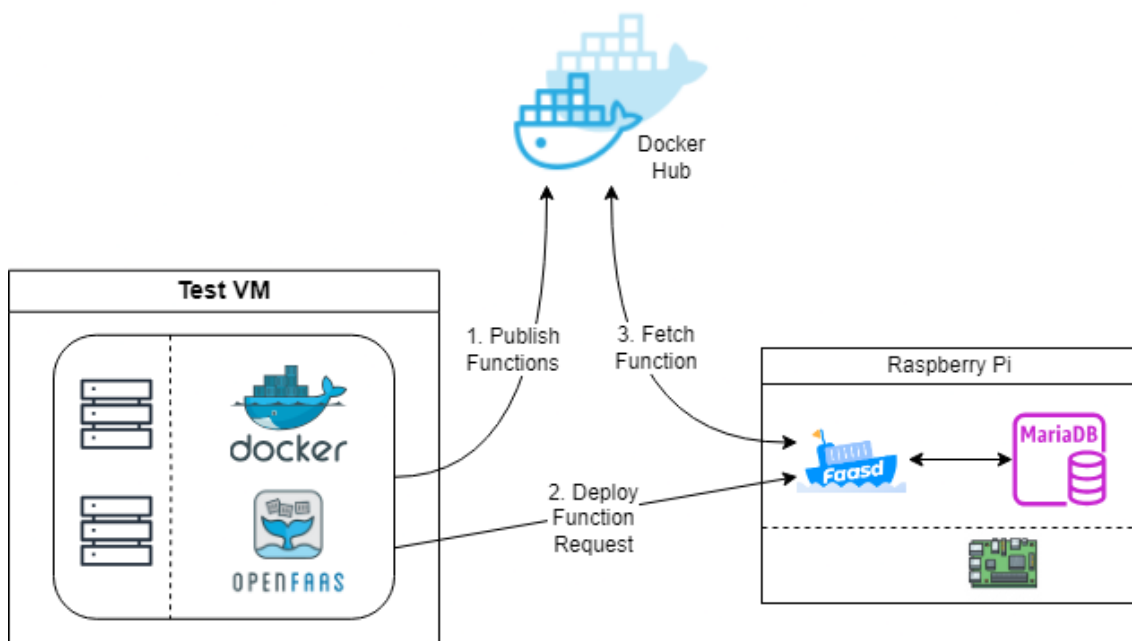 Docker
Hub
Test VM
1. Publish
Functions
3. Fetch
Function
Raspberry Pi
docker
MariaDB
Faasd
2. Deploy
Function
Request
OPENFAAS